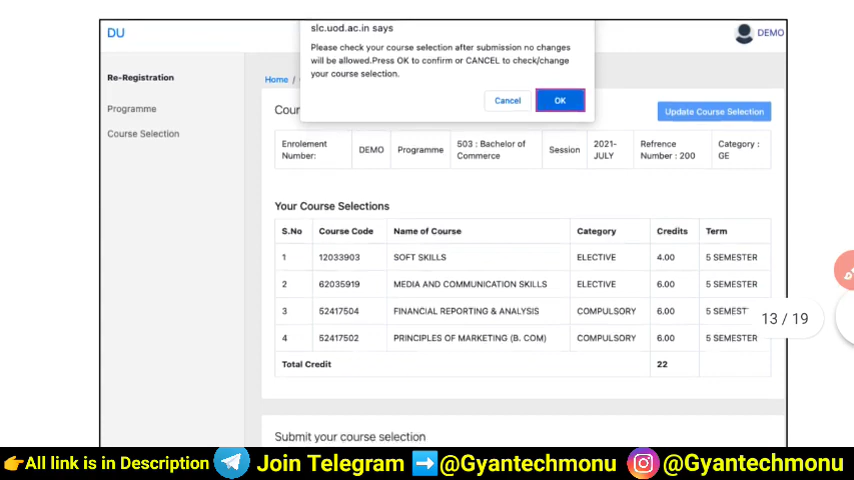 DU
slc.uod.ac.in says
Please check your course selection after submission no changes
will be allowed.Press OK to confirm or CANCEL to check/change
your course selection.
Cancel OK
DEMO
Re-Registration
Programme
Course Selection
Home /
Cour
Update Course Selection
Enrolement Number: DEMO Programme 503 : Bachelor of Commerce Session 2021-JULY Refrence Number : 200 Category : GE
Your Course Selections
S.No Course Code Name of Course Category Credits Term
1 12033903 SOFT SKILLS ELECTIVE 4.00 5 SEMESTER
2 62035919 MEDIA AND COMMUNICATION SKILLS ELECTIVE 6.00 5 SEMESTER
3 52417504 FINANCIAL REPORTING & ANALYSIS COMPULSORY 6.00 5 SEMEST
4 52417502 PRINCIPLES OF MARKETING (B. COM) COMPULSORY 6.00 5 SEMESTER
Total Credit 22
13 / 19
Submit your course selection
👉All link is in Description Join Telegram ➡️@Gyantechmonu @Gyantechmonu